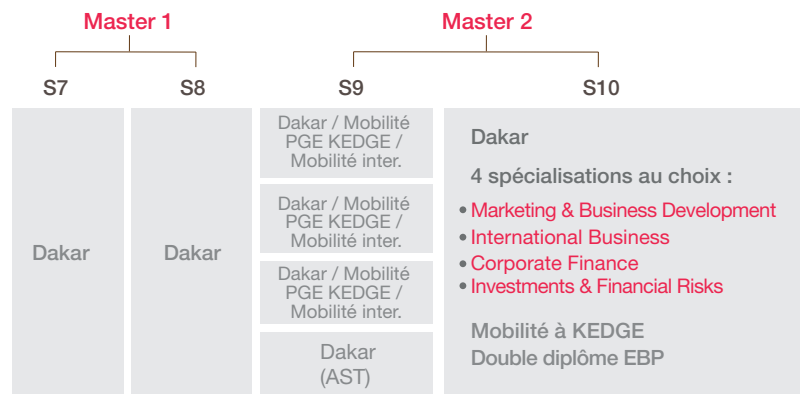 Master 1
Master 2
S7
S8
S9
S10
Dakar
Dakar
Dakar / Mobilité
PGE KEDGE /
Mobilité inter.
Dakar / Mobilité
PGE KEDGE /
Mobilité inter.
Dakar / Mobilité
PGE KEDGE /
Mobilité inter.
Dakar
(AST)
Dakar
4 spécialisations au choix :
• Marketing & Business Development
• International Business
• Corporate Finance
• Investments & Financial Risks
Mobilité à KEDGE
Double diplôme EBP